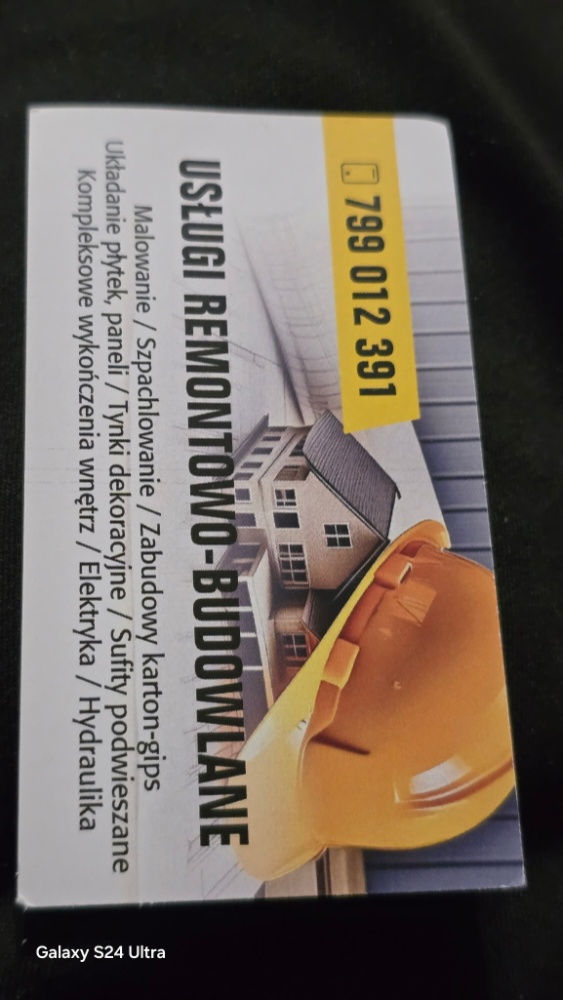 799 012 391
USŁUGI REMONTOWO-BUDOWLANE
Malowanie / Szpachlowanie / Zabudowy karton-gips
Układanie płytek, paneli / Tynki dekoracyjne / Sufity podwieszane
Kompleksowe wykończenia wnętrz / Elektryka / Hydraulika
Galaxy S24 Ultra